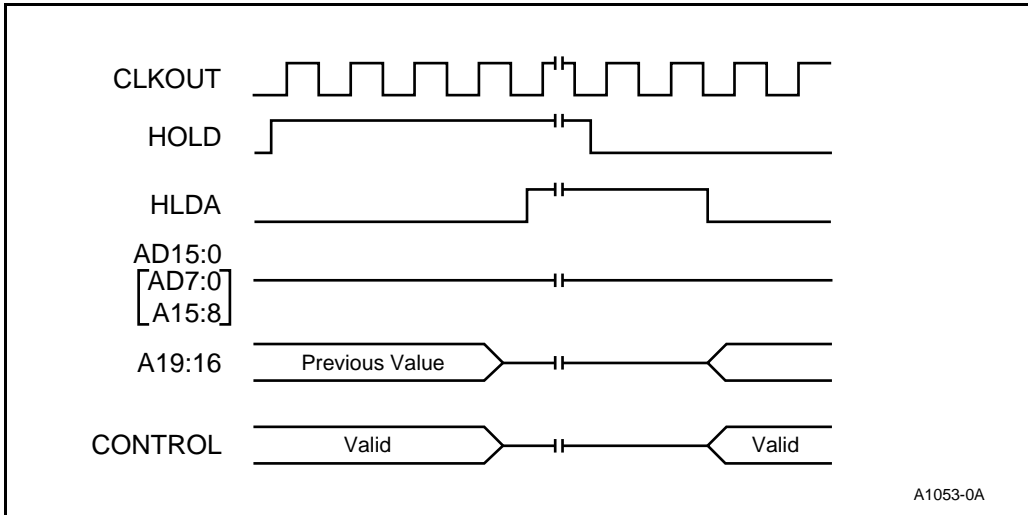 CLKOUT
HOLD
HLDA
AD15:0
[AD7:0]
[A15:8]
A19:16
Previous Value
CONTROL
Valid
Valid
A1053-0A